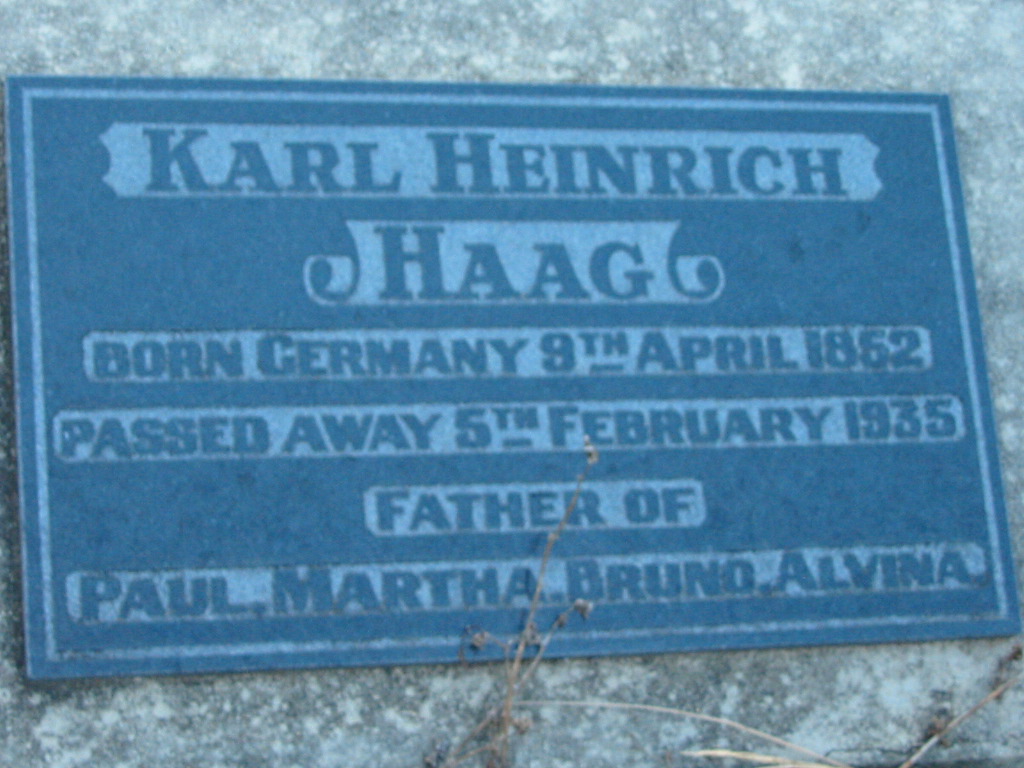 KARL HEINRICH
HAAG
BORN GERMANY 9TH APRIL 1852
PASSED AWAY 5TH FEBRUARY 1935
FATHER OF
PAUL. MARTHA. BRUNO. ALVINA.